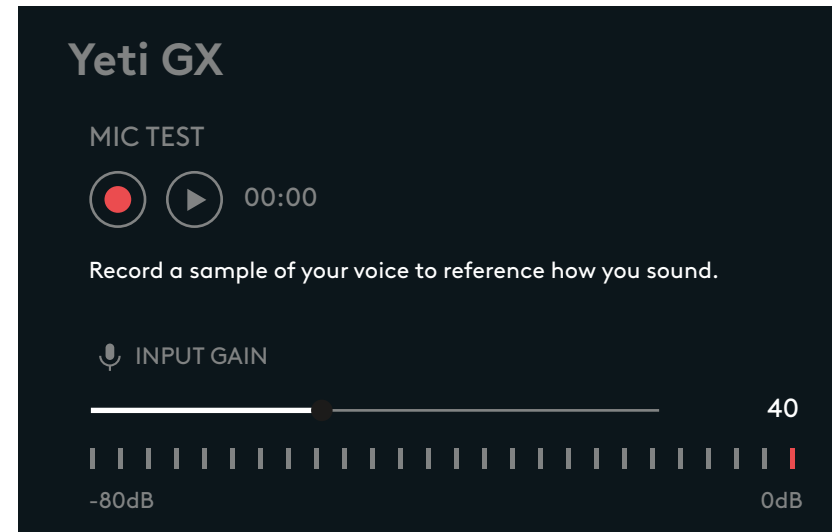 Yeti GX
MIC TEST
00:00
Record a sample of your voice to reference how you sound.
INPUT GAIN
40
-80dB 0dB